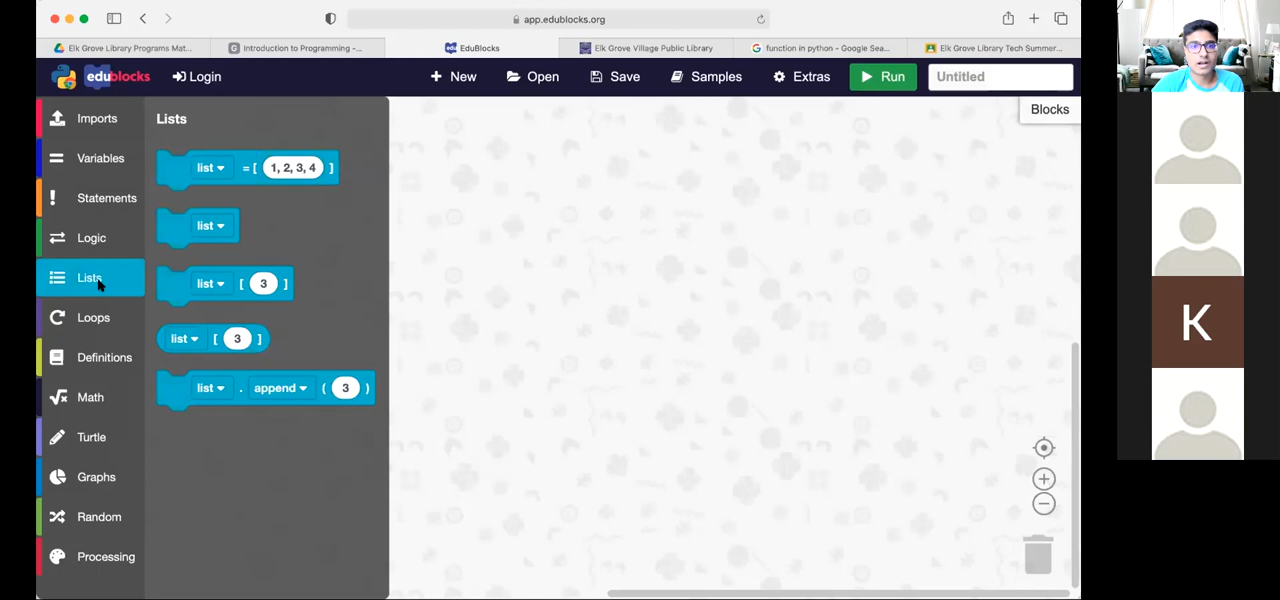 app.edublocks.org
Elk Grove Library Programs Mat...
Introduction to Programming -...
EduBlocks
Elk Grove Village Public Library
function in python - Google Sea...
Elk Grove Library Tech Summer...
edublocks
Login
New
Open
Save
Samples
Extras
Run
Untitled
Blocks
Imports
Variables
Statements
Logic
Lists
Loops
Definitions
Math
Turtle
Graphs
Random
Processing
Lists
list = [ 1, 2, 3, 4 ]
list
list [ 3 ]
list [ 3 ]
list . append ( 3 )
K